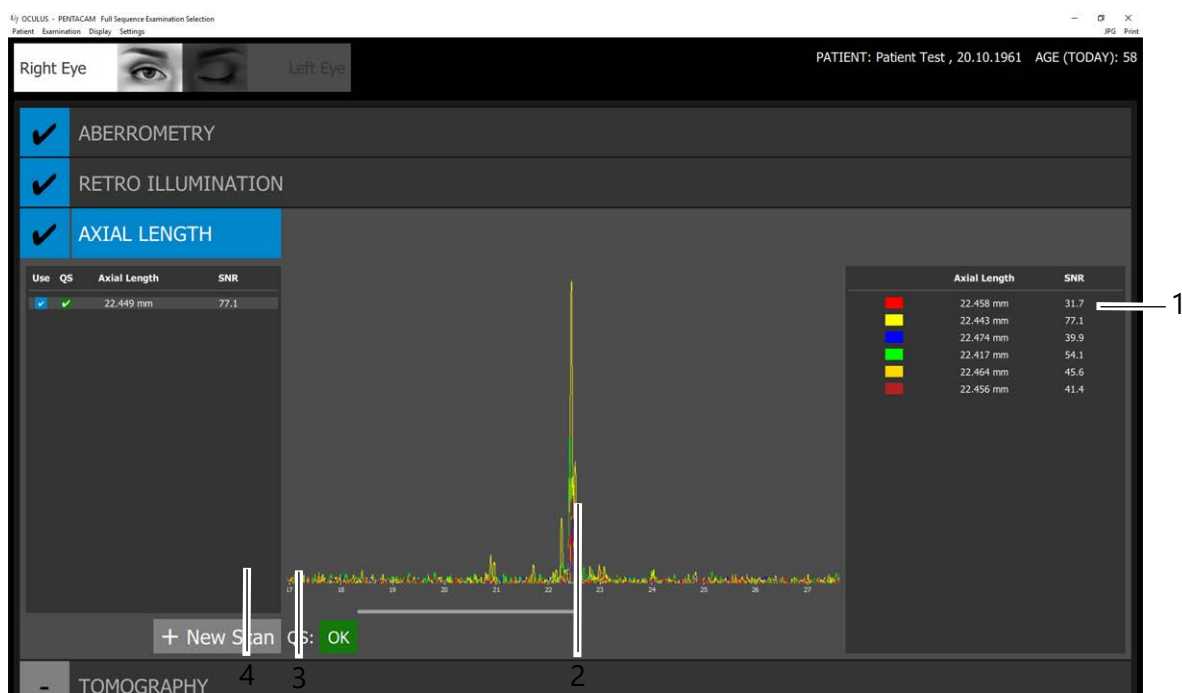 OCULUS - PENTACAM Full Sequence Examination Selection
Patient Examination Display Settings
JPG Print
Right Eye
Left Eye
PATIENT: Patient Test , 20.10.1961 AGE (TODAY): 58
ABERROMETRY
RETRO ILLUMINATION
AXIAL LENGTH
Use QS Axial Length SNR
22.449 mm 77.1
Axial Length SNR
22.458 mm 31.7
22.443 mm 77.1
22.474 mm 39.9
22.417 mm 54.1
22.464 mm 45.6
22.456 mm 41.4
1
17 18 19 20 21 22 23 24 25 26 27
+ New Scan QS: OK
- TOMOGRAPHY
4 3 2